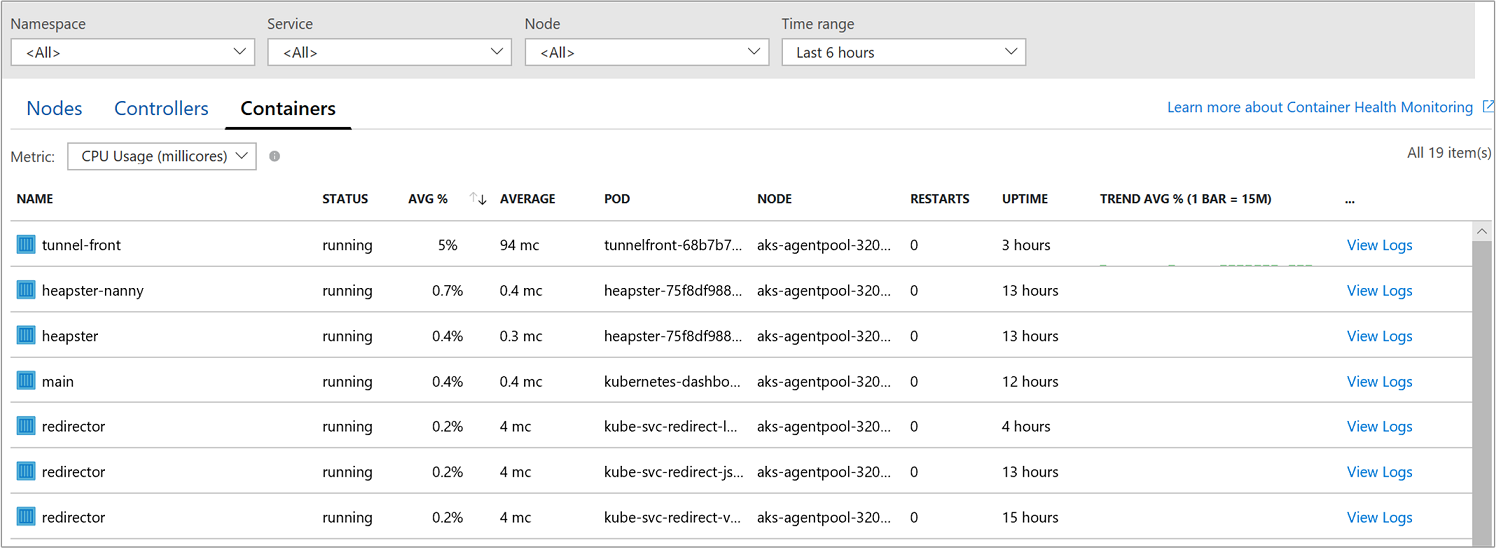 Namespace Service Node Time range
<All> <All> <All> Last 6 hours
Nodes Controllers Containers Learn more about Container Health Monitoring
Metric: CPU Usage (millicores) All 19 item(s)
NAME STATUS AVG % AVERAGE POD NODE RESTARTS UPTIME TREND AVG % (1 BAR = 15M) ...
tunnel-front running 5% 94 mc tunnelfront-68b7b7... aks-agentpool-320... 0 3 hours View Logs
heapster-nanny running 0.7% 0.4 mc heapster-75f8df988... aks-agentpool-320... 0 13 hours View Logs
heapster running 0.4% 0.3 mc heapster-75f8df988... aks-agentpool-320... 0 13 hours View Logs
main running 0.4% 0.4 mc kubernetes-dashbo... aks-agentpool-320... 0 12 hours View Logs
redirector running 0.2% 4 mc kube-svc-redirect-l... aks-agentpool-320... 0 4 hours View Logs
redirector running 0.2% 4 mc kube-svc-redirect-js... aks-agentpool-320... 0 13 hours View Logs
redirector running 0.2% 4 mc kube-svc-redirect-v... aks-agentpool-320... 0 15 hours View Logs